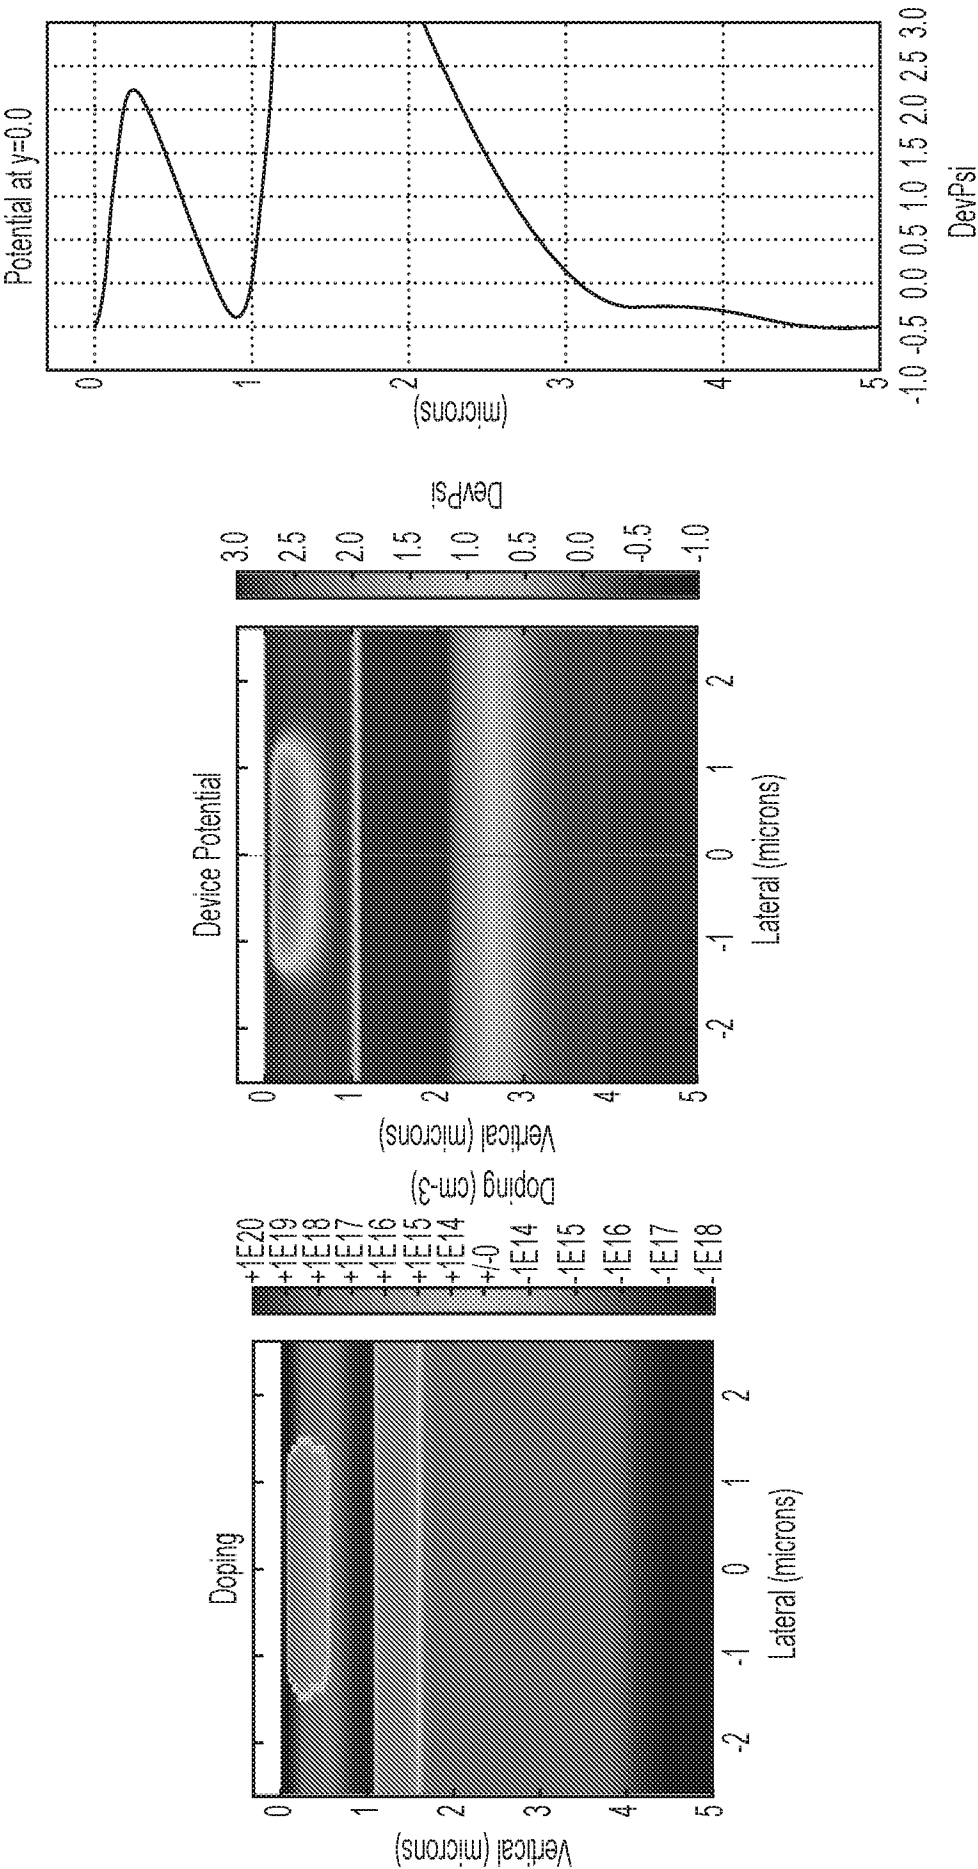 Potential at y=0.0
0
1
2
3
4
5
(microns)
-1.0 -0.5 0.0 0.5 1.0 1.5 2.0 2.5 3.0
DevPsi
Device Potential
0
1
2
3
4
5
Vertical (microns)
-2 -1 0 1 2
Lateral (microns)
3.0
2.5
2.0
1.5
1.0
0.5
0.0
-0.5
-1.0
DevPsi
Doping
0
1
2
3
4
5
Vertical (microns)
-2 -1 0 1 2
Lateral (microns)
+1E20
+1E19
+1E18
+1E17
+1E16
+1E15
+1E14
+/-0
-1E14
-1E15
-1E16
-1E17
-1E18
Doping (cm-3)